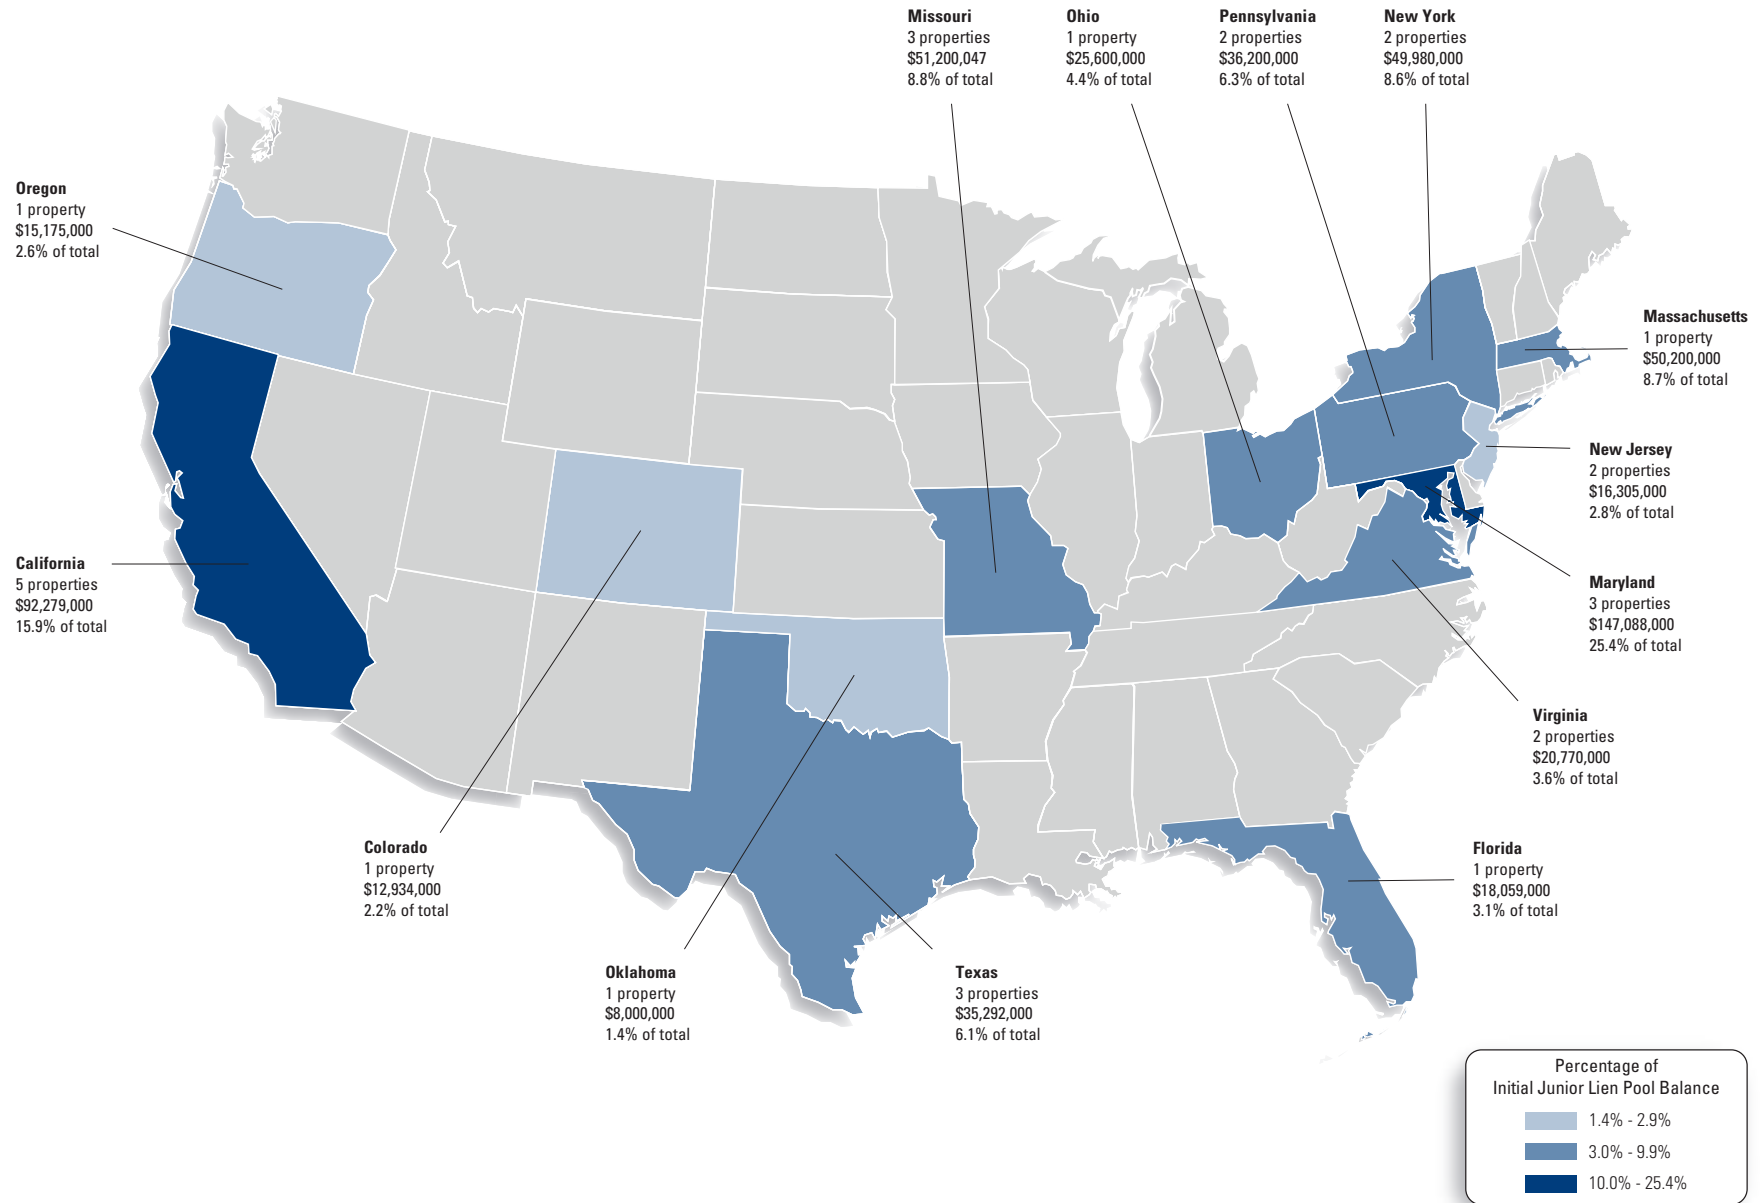 Missouri
3 properties
$51,200,047
8.8% of total
Ohio
1 property
$25,600,000
4.4% of total
Pennsylvania
2 properties
$36,200,000
6.3% of total
New York
2 properties
$49,980,000
8.6% of total
Oregon
1 property
$15,175,000
2.6% of total
Massachusetts
1 property
$50,200,000
8.7% of total
New Jersey
2 properties
$16,305,000
2.8% of total
California
5 properties
$92,279,000
15.9% of total
Maryland
3 properties
$147,088,000
25.4% of total
Virginia
2 properties
$20,770,000
3.6% of total
Colorado
1 property
$12,934,000
2.2% of total
Florida
1 property
$18,059,000
3.1% of total
Oklahoma
1 property
$8,000,000
1.4% of total
Texas
3 properties
$35,292,000
6.1% of total
Percentage of
Initial Junior Lien Pool Balance
1.4% - 2.9%
3.0% - 9.9%
10.0% - 25.4%